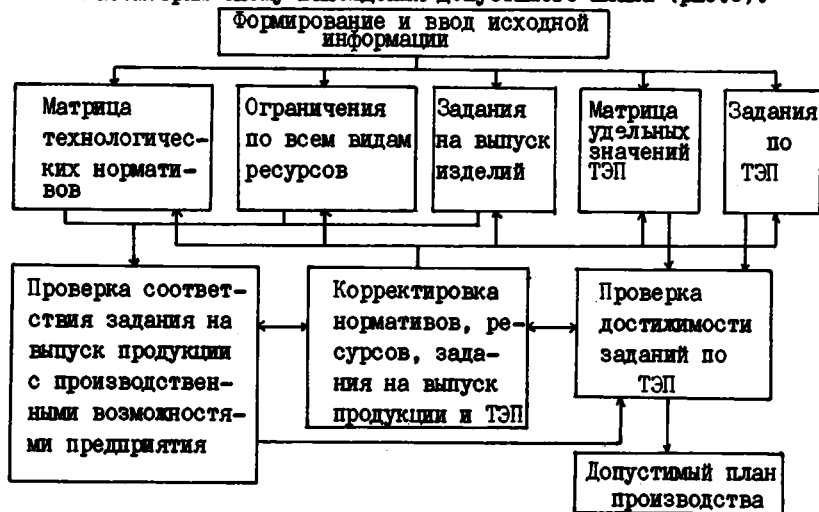 Формирование и ввод исходной
информации
Матрица
технологичес-
ких нормати-
вов
Ограничения
по всем видам
ресурсов
Задания
на выпуск
изделий
Матрица
удельных
значений
ТЭП
Задания
по
ТЭП
Проверка соответ-
ствия задания на
выпуск продукции
с производствен-
ными возможностя-
ми предприятия
Корректировка
нормативов, ре-
сурсов, зада-
ния на выпуск
продукции и ТЭП
Проверка
достижимости
заданий по
ТЭП
Допустимый план
производства